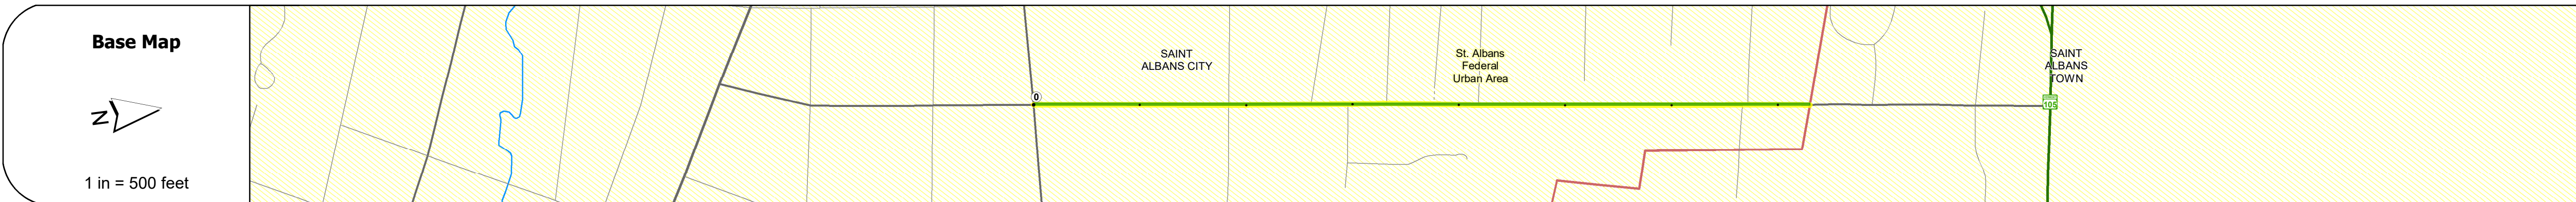 Base Map
N
1 in = 500 feet
0
SAINT
ALBANS CITY
St. Albans
Federal
Urban Area
SAINT
ALBANS
TOWN
105